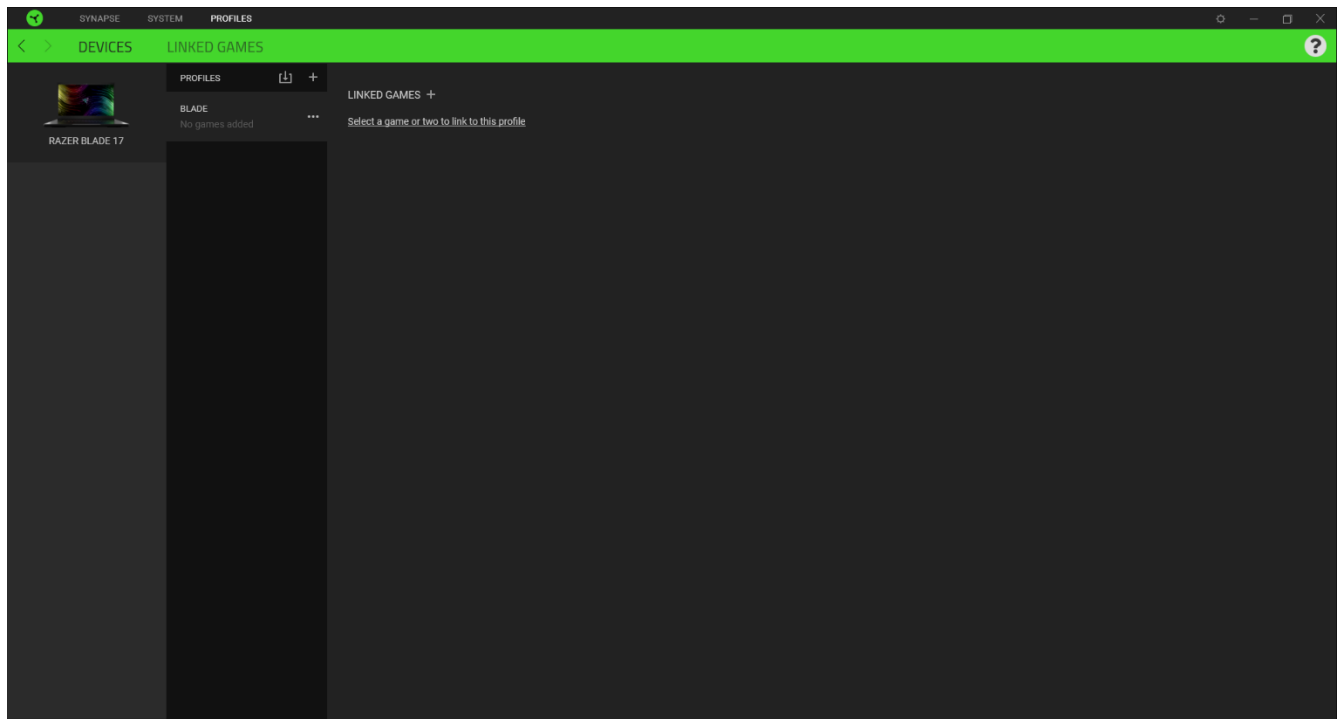 SYNAPSE SYSTEM PROFILES
DEVICES LINKED GAMES
?
RAZER BLADE 17
PROFILES
BLADE
No games added
LINKED GAMES +
Select a game or two to link to this profile